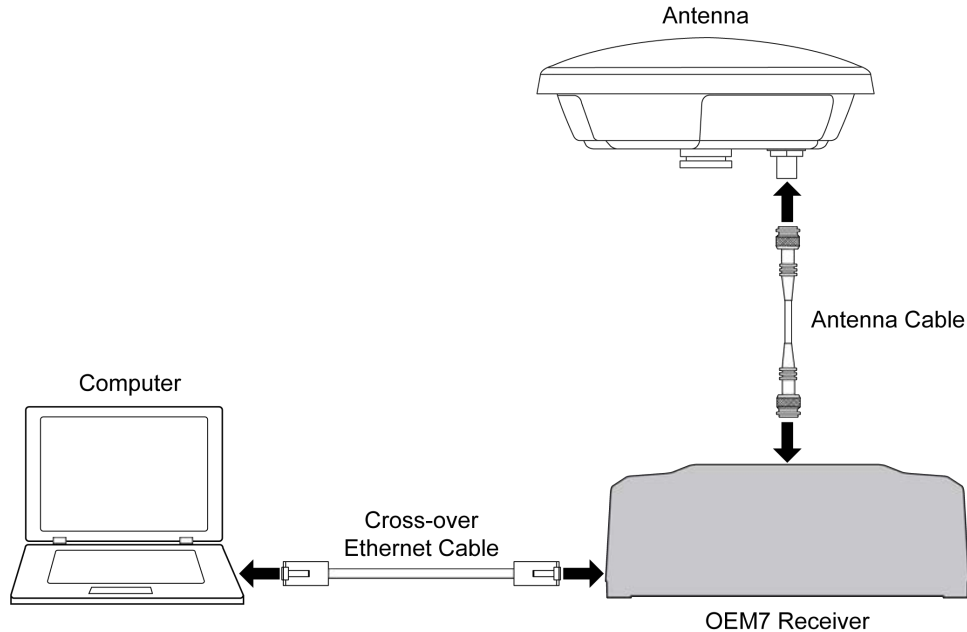 Antenna
Antenna Cable
Computer
Cross-over
Ethernet Cable
OEM7 Receiver